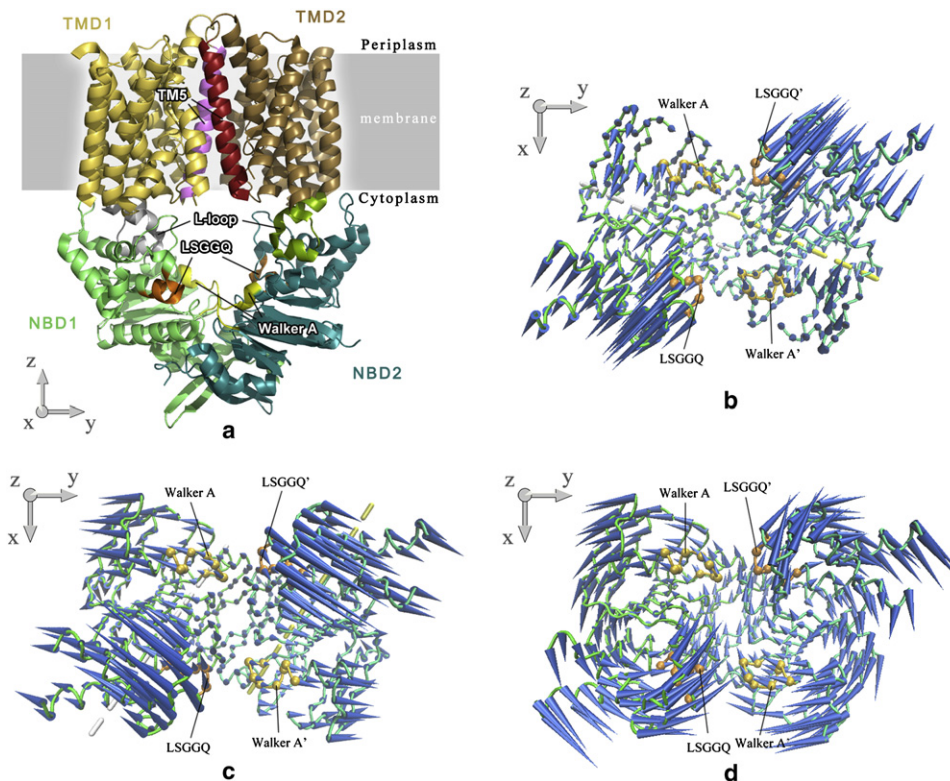 TMD1
TMD2
Periplasm
TM5
membrane
Cytoplasm
L-loop
LSGGQ
NBD1
Walker A
NBD2
z
x
y
a
z
y
x
Walker A
LSGGQ'
LSGGQ
Walker A'
b
z
y
x
Walker A
LSGGQ'
LSGGQ
Walker A'
c
z
y
x
Walker A
LSGGQ'
LSGGQ
Walker A'
d